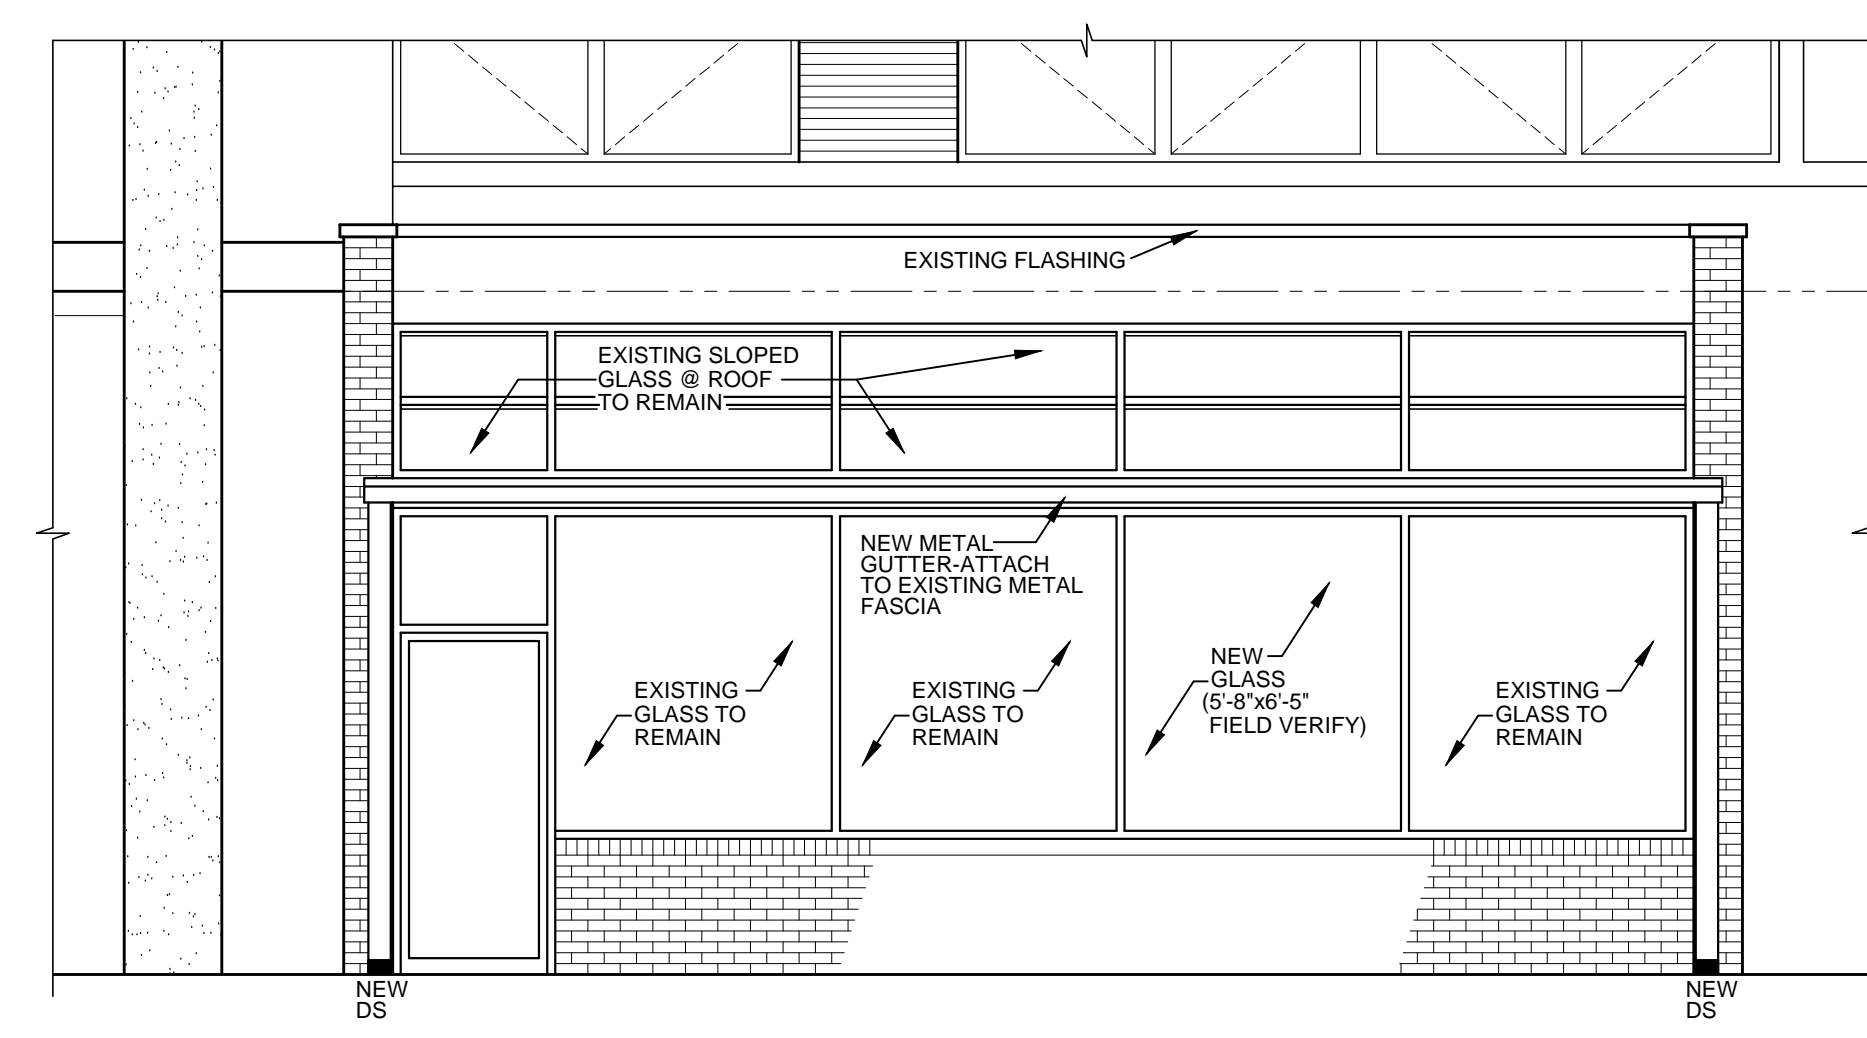 EXISTING FLASHING
EXISTING SLOPED
GLASS @ ROOF
TO REMAIN
NEW METAL
GUTTER-ATTACH
TO EXISTING METAL
FASCIA
EXISTING
GLASS TO
REMAIN
EXISTING
GLASS TO
REMAIN
NEW
GLASS
(5'-8"x6'-5"
FIELD VERIFY)
EXISTING
GLASS TO
REMAIN
NEW
DS
NEW
DS